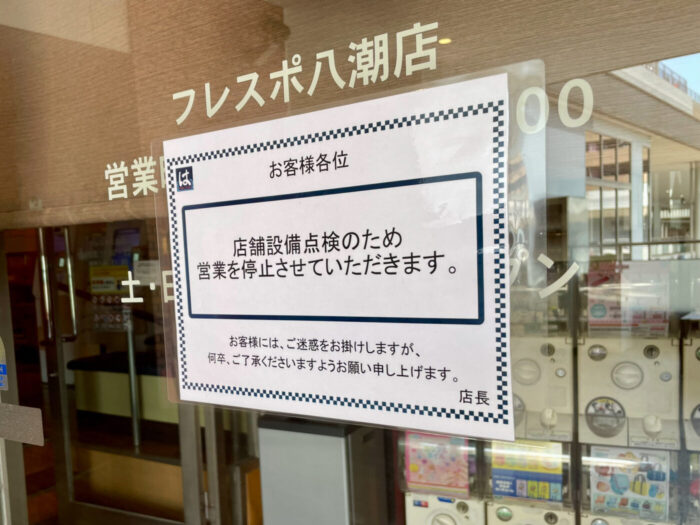 フレスポ八潮店
営業
00
は
お客様各位
店舗設備点検のため
営業を停止させていただきます。
土・日
プン
お客様には、ご迷惑をお掛けしますが、
何卒、ご了承くださいますようお願い申し上げます。
店長